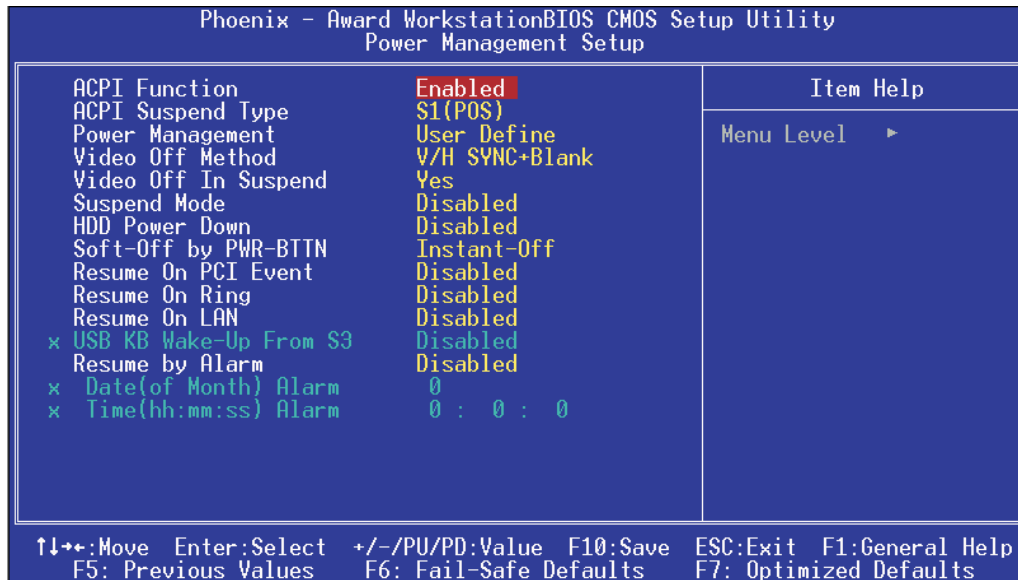 Phoenix - Award WorkstationBIOS CMOS Setup Utility
Power Management Setup
ACPI Function Enabled
ACPI Suspend Type S1(POS)
Power Management User Define
Video Off Method V/H SYNC+Blank
Video Off In Suspend Yes
Suspend Mode Disabled
HDD Power Down Disabled
Soft-Off by PWR-BTTN Instant-Off
Resume On PCI Event Disabled
Resume On Ring Disabled
Resume On LAN Disabled
x USB KB Wake-Up From S3 Disabled
Resume by Alarm Disabled
x Date(of Month) Alarm 0
x Time(hh:mm:ss) Alarm 0 : 0 : 0
Item Help
Menu Level ►
↑↓→←:Move Enter:Select +/-/PU/PD:Value F10:Save ESC:Exit F1:General Help
F5: Previous Values F6: Fail-Safe Defaults F7: Optimized Defaults